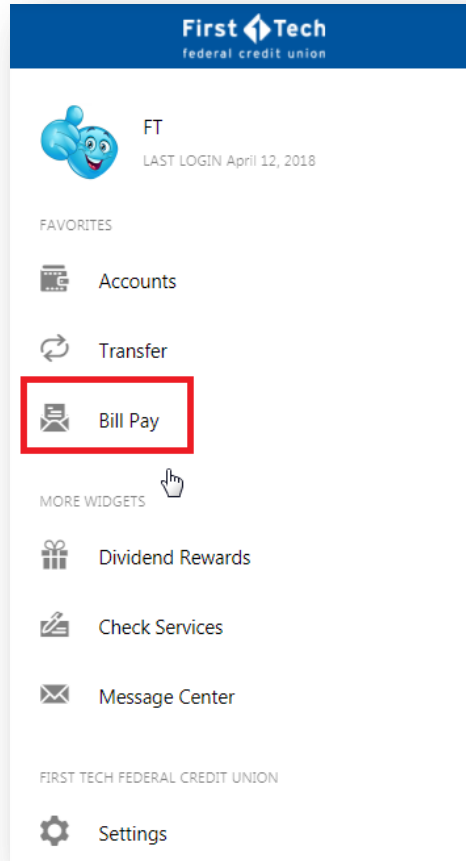 First Tech
federal credit union
FT
LAST LOGIN April 12, 2018
FAVORITES
Accounts
Transfer
Bill Pay
MORE WIDGETS
Dividend Rewards
Check Services
Message Center
FIRST TECH FEDERAL CREDIT UNION
Settings